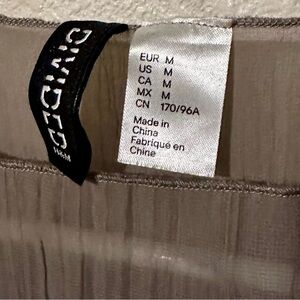 DIVIDED
H&M
EUR M
US M
CA M
MX M
CN 170/96A
Made in
China
Fabriqué en
Chine